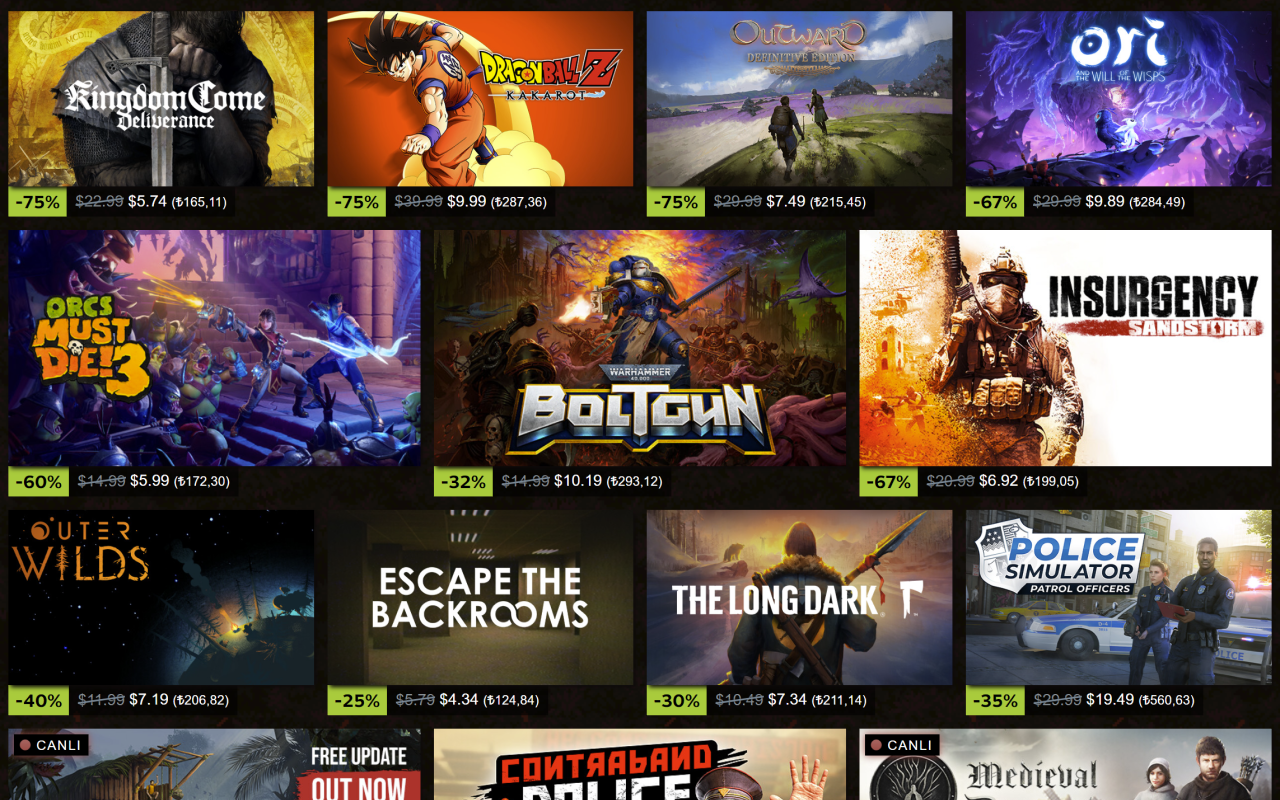 Kingdom Come
Deliverance
-75% $22.99 $5.74 (₺165,11)
DRAGON BALL Z
KAKAROT
-75% $39.99 $9.99 (₺287,36)
OUTWARD
DEFINITIVE EDITION
-75% $29.99 $7.49 (₺215,45)
ori
AND THE WILL OF THE WISPS
-67% $29.99 $9.89 (₺284,49)
ORCS
MUST
DIE! 3
-60% $14.99 $5.99 (₺172,30)
WARHAMMER
40,000
BOLTGUN
-32% $14.99 $10.19 (₺293,12)
INSURGENCY
SANDSTORM
-67% $20.99 $6.92 (₺199,05)
OUTER
WILDS
-40% $11.99 $7.19 (₺206,82)
ESCAPE THE
BACKROOMS
-25% $5.79 $4.34 (₺124,84)
THE LONG DARK
-30% $10.49 $7.34 (₺211,14)
POLICE
SIMULATOR
PATROL OFFICERS
POLICE
-35% $29.99 $19.49 (₺560,63)
CANLI
FREE UPDATE
OUT NOW
CONTRABAND
POLICE
CANLI
Medieval